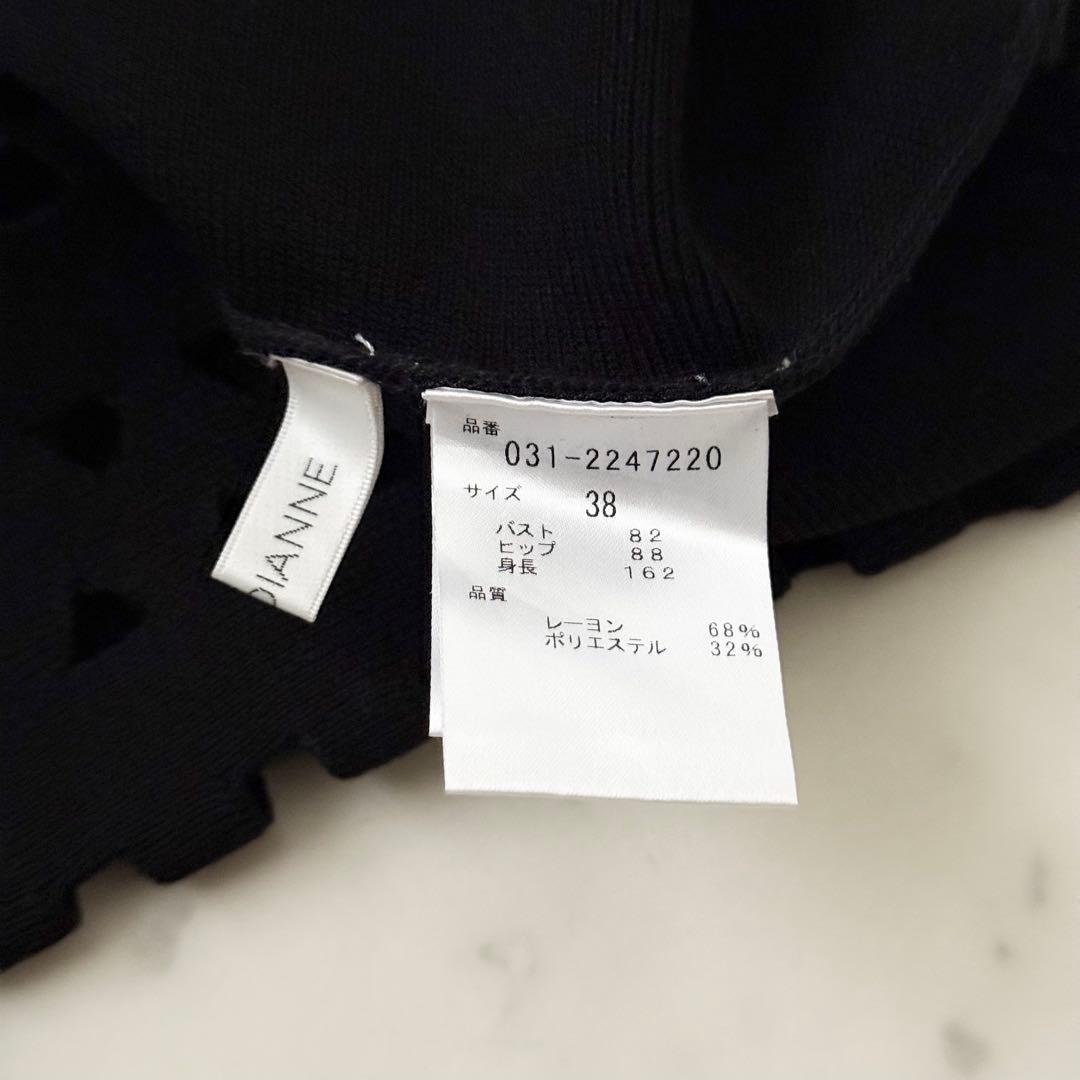 DIANNE
品番
031-2247220
サイズ 38
バスト 82
ヒップ 88
身長 162
品質
レーヨン 68%
ポリエステル 32%